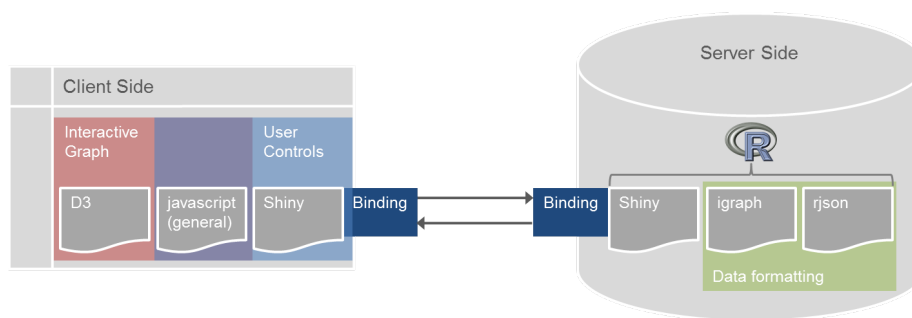 Server Side
Client Side
Interactive
Graph
User
Controls
R
D3
javascript
(general)
Shiny
Binding
Binding
Shiny
igraph
rjson
Data formatting